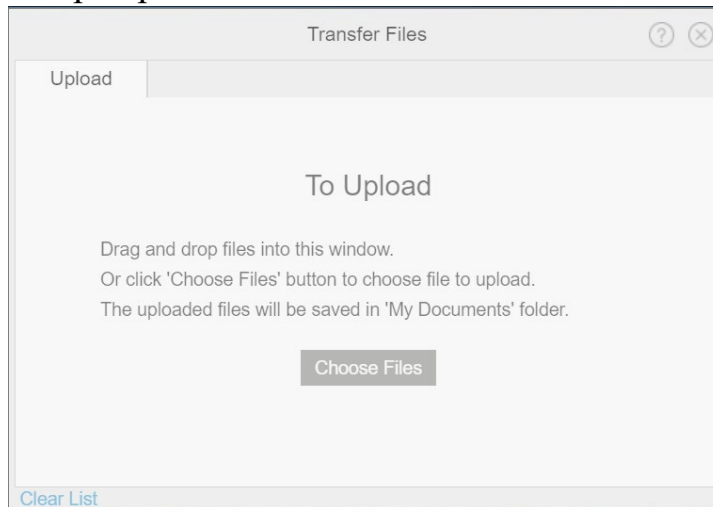 Transfer Files
?
Upload
To Upload
Drag and drop files into this window.
Or click 'Choose Files' button to choose file to upload.
The uploaded files will be saved in 'My Documents' folder.
Choose Files
Clear List